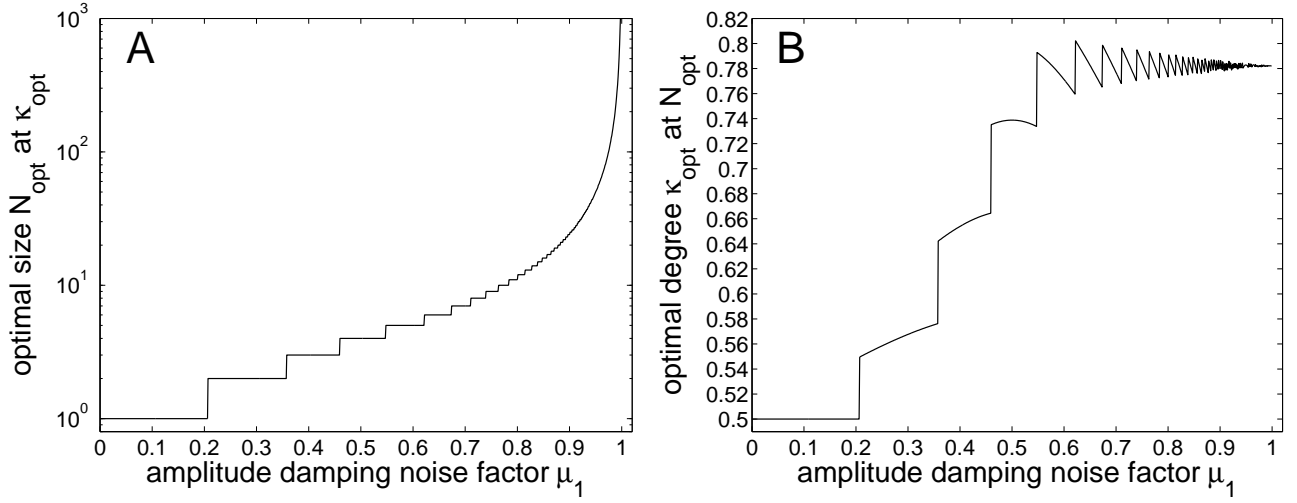 A
optimal size N_opt at κ_opt
10^3
10^2
10^1
10^0
0 0.1 0.2 0.3 0.4 0.5 0.6 0.7 0.8 0.9 1
amplitude damping noise factor μ_1
B
optimal degree κ_opt at N_opt
0.82
0.8
0.78
0.76
0.74
0.72
0.7
0.68
0.66
0.64
0.62
0.6
0.58
0.56
0.54
0.52
0.5
0 0.1 0.2 0.3 0.4 0.5 0.6 0.7 0.8 0.9 1
amplitude damping noise factor μ_1